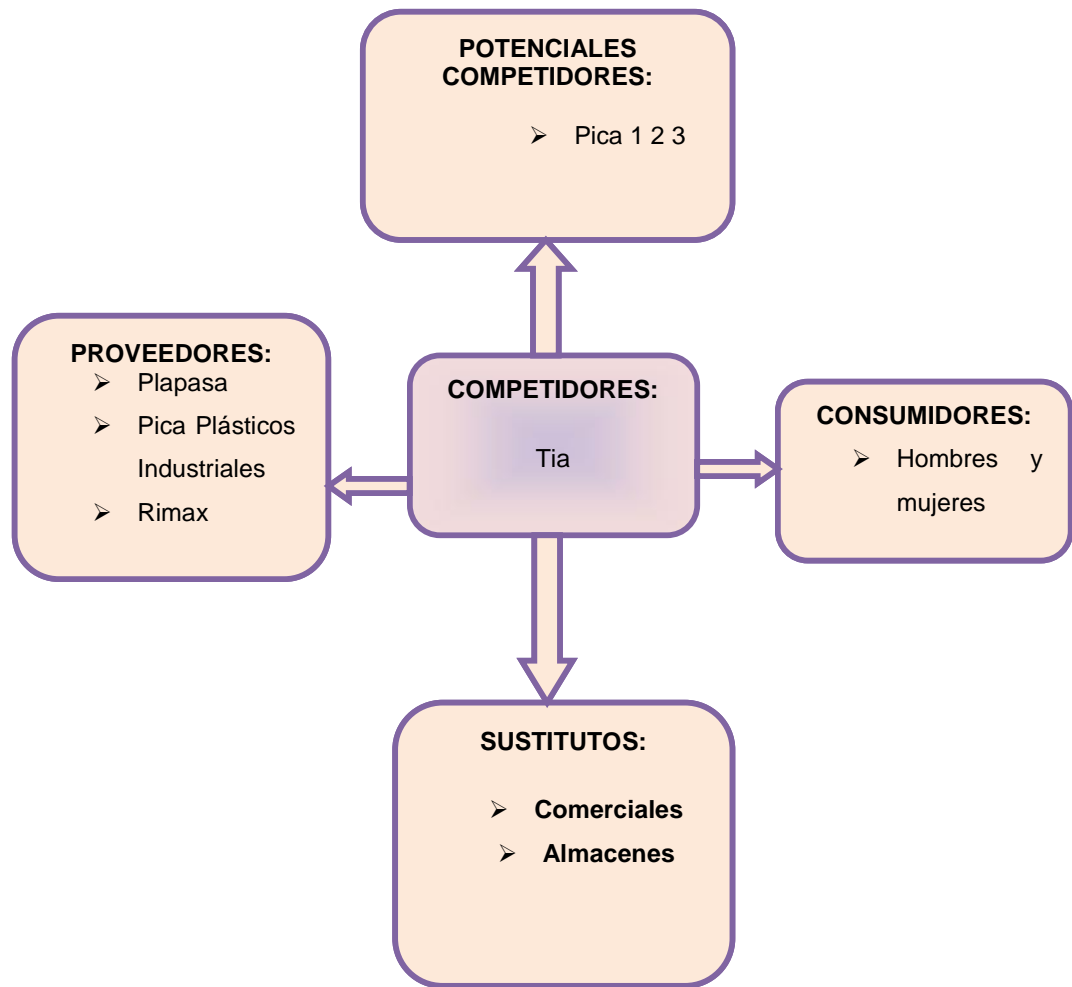 POTENCIALES
COMPETIDORES:
➢ Pica 1 2 3
PROVEEDORES:
➢ Plapasa
➢ Pica Plásticos
Industriales
➢ Rimax
COMPETIDORES:
Tia
CONSUMIDORES:
➢ Hombres y
mujeres
SUSTITUTOS:
➢ Comerciales
➢ Almacenes